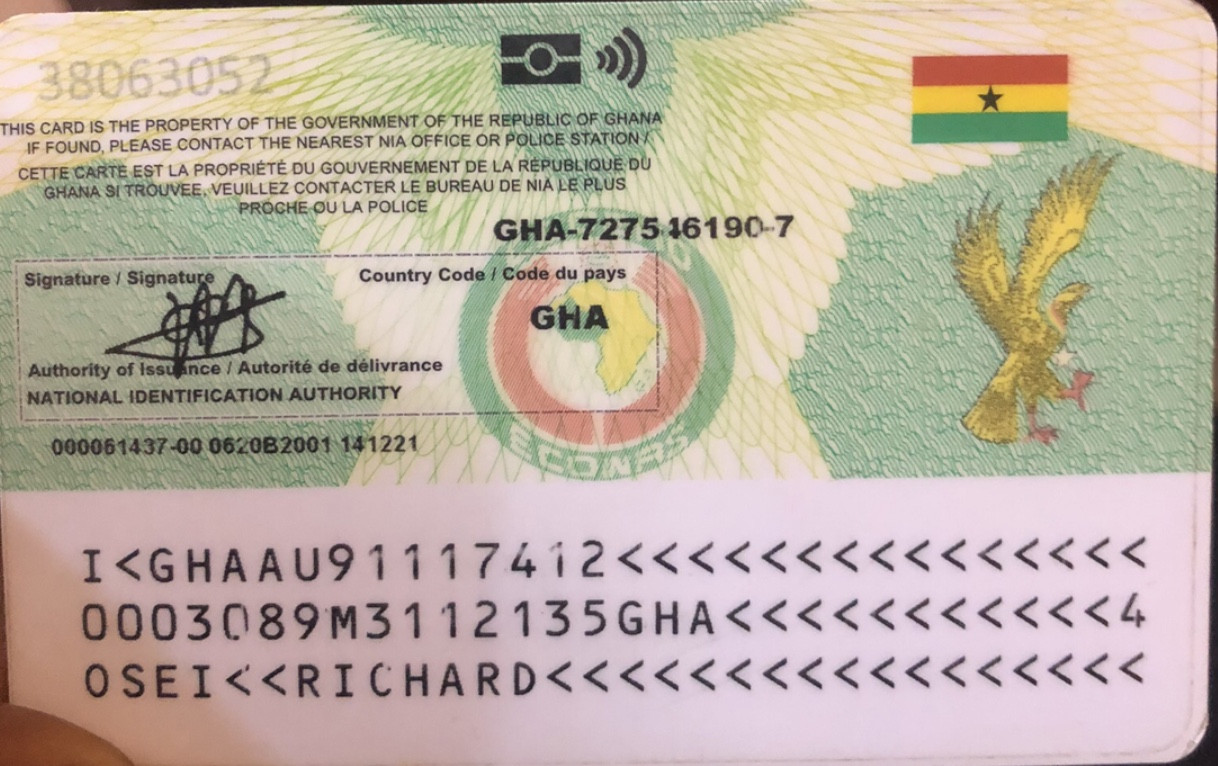 38063052
THIS CARD IS THE PROPERTY OF THE GOVERNMENT OF THE REPUBLIC OF GHANA
IF FOUND, PLEASE CONTACT THE NEAREST NIA OFFICE OR POLICE STATION /
CETTE CARTE EST LA PROPRIÉTÉ DU GOUVERNEMENT DE LA RÉPUBLIQUE DU
GHANA SI TROUVEE, VEUILLEZ CONTACTER LE BUREAU DE NIA LE PLUS
PROCHE OU LA POLICE
Signature / Signature
Country Code / Code du pays
GHA
Authority of Issuance / Autorité de délivrance
NATIONAL IDENTIFICATION AUTHORITY
000061437-00 0620B2001 141221
ECOWAS
I<GHAAU91117412<<<<<<<<<<<<<<<
0003089M3112135GHA<<<<<<<<<<<4
OSEI<<RICHARD<<<<<<<<<<<<<<<<<